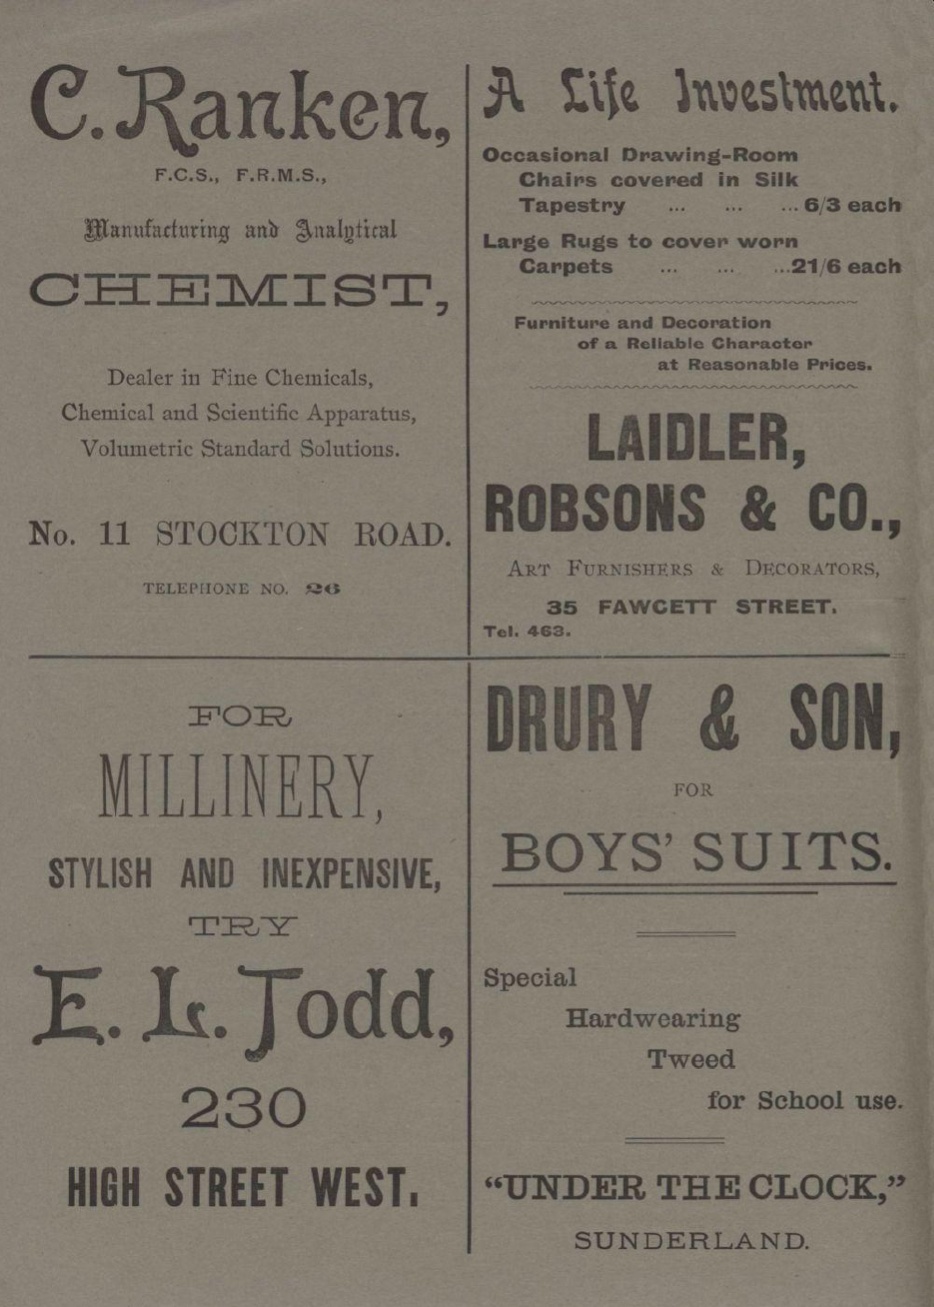 C. Ranken,
F.C.S., F.R.M.S.,
Manufacturing and Analytical
CHEMIST,
Dealer in Fine Chemicals,
Chemical and Scientific Apparatus,
Volumetric Standard Solutions.
No. 11 STOCKTON ROAD.
TELEPHONE NO. 26
A Life Investment.
Occasional Drawing-Room
Chairs covered in Silk
Tapestry ... ... ... 6/3 each
Large Rugs to cover worn
Carpets ... ... ...21/6 each
Furniture and Decoration
of a Reliable Character
at Reasonable Prices.
LAIDLER,
ROBSONS & CO.,
ART FURNISHERS & DECORATORS,
35 FAWCETT STREET.
Tel. 463.
FOR
MILLINERY,
STYLISH AND INEXPENSIVE,
TRY
E. L. Todd,
230
HIGH STREET WEST.
DRURY & SON,
FOR
BOYS' SUITS.
Special
Hardwearing
Tweed
for School use.
"UNDER THE CLOCK,"
SUNDERLAND.